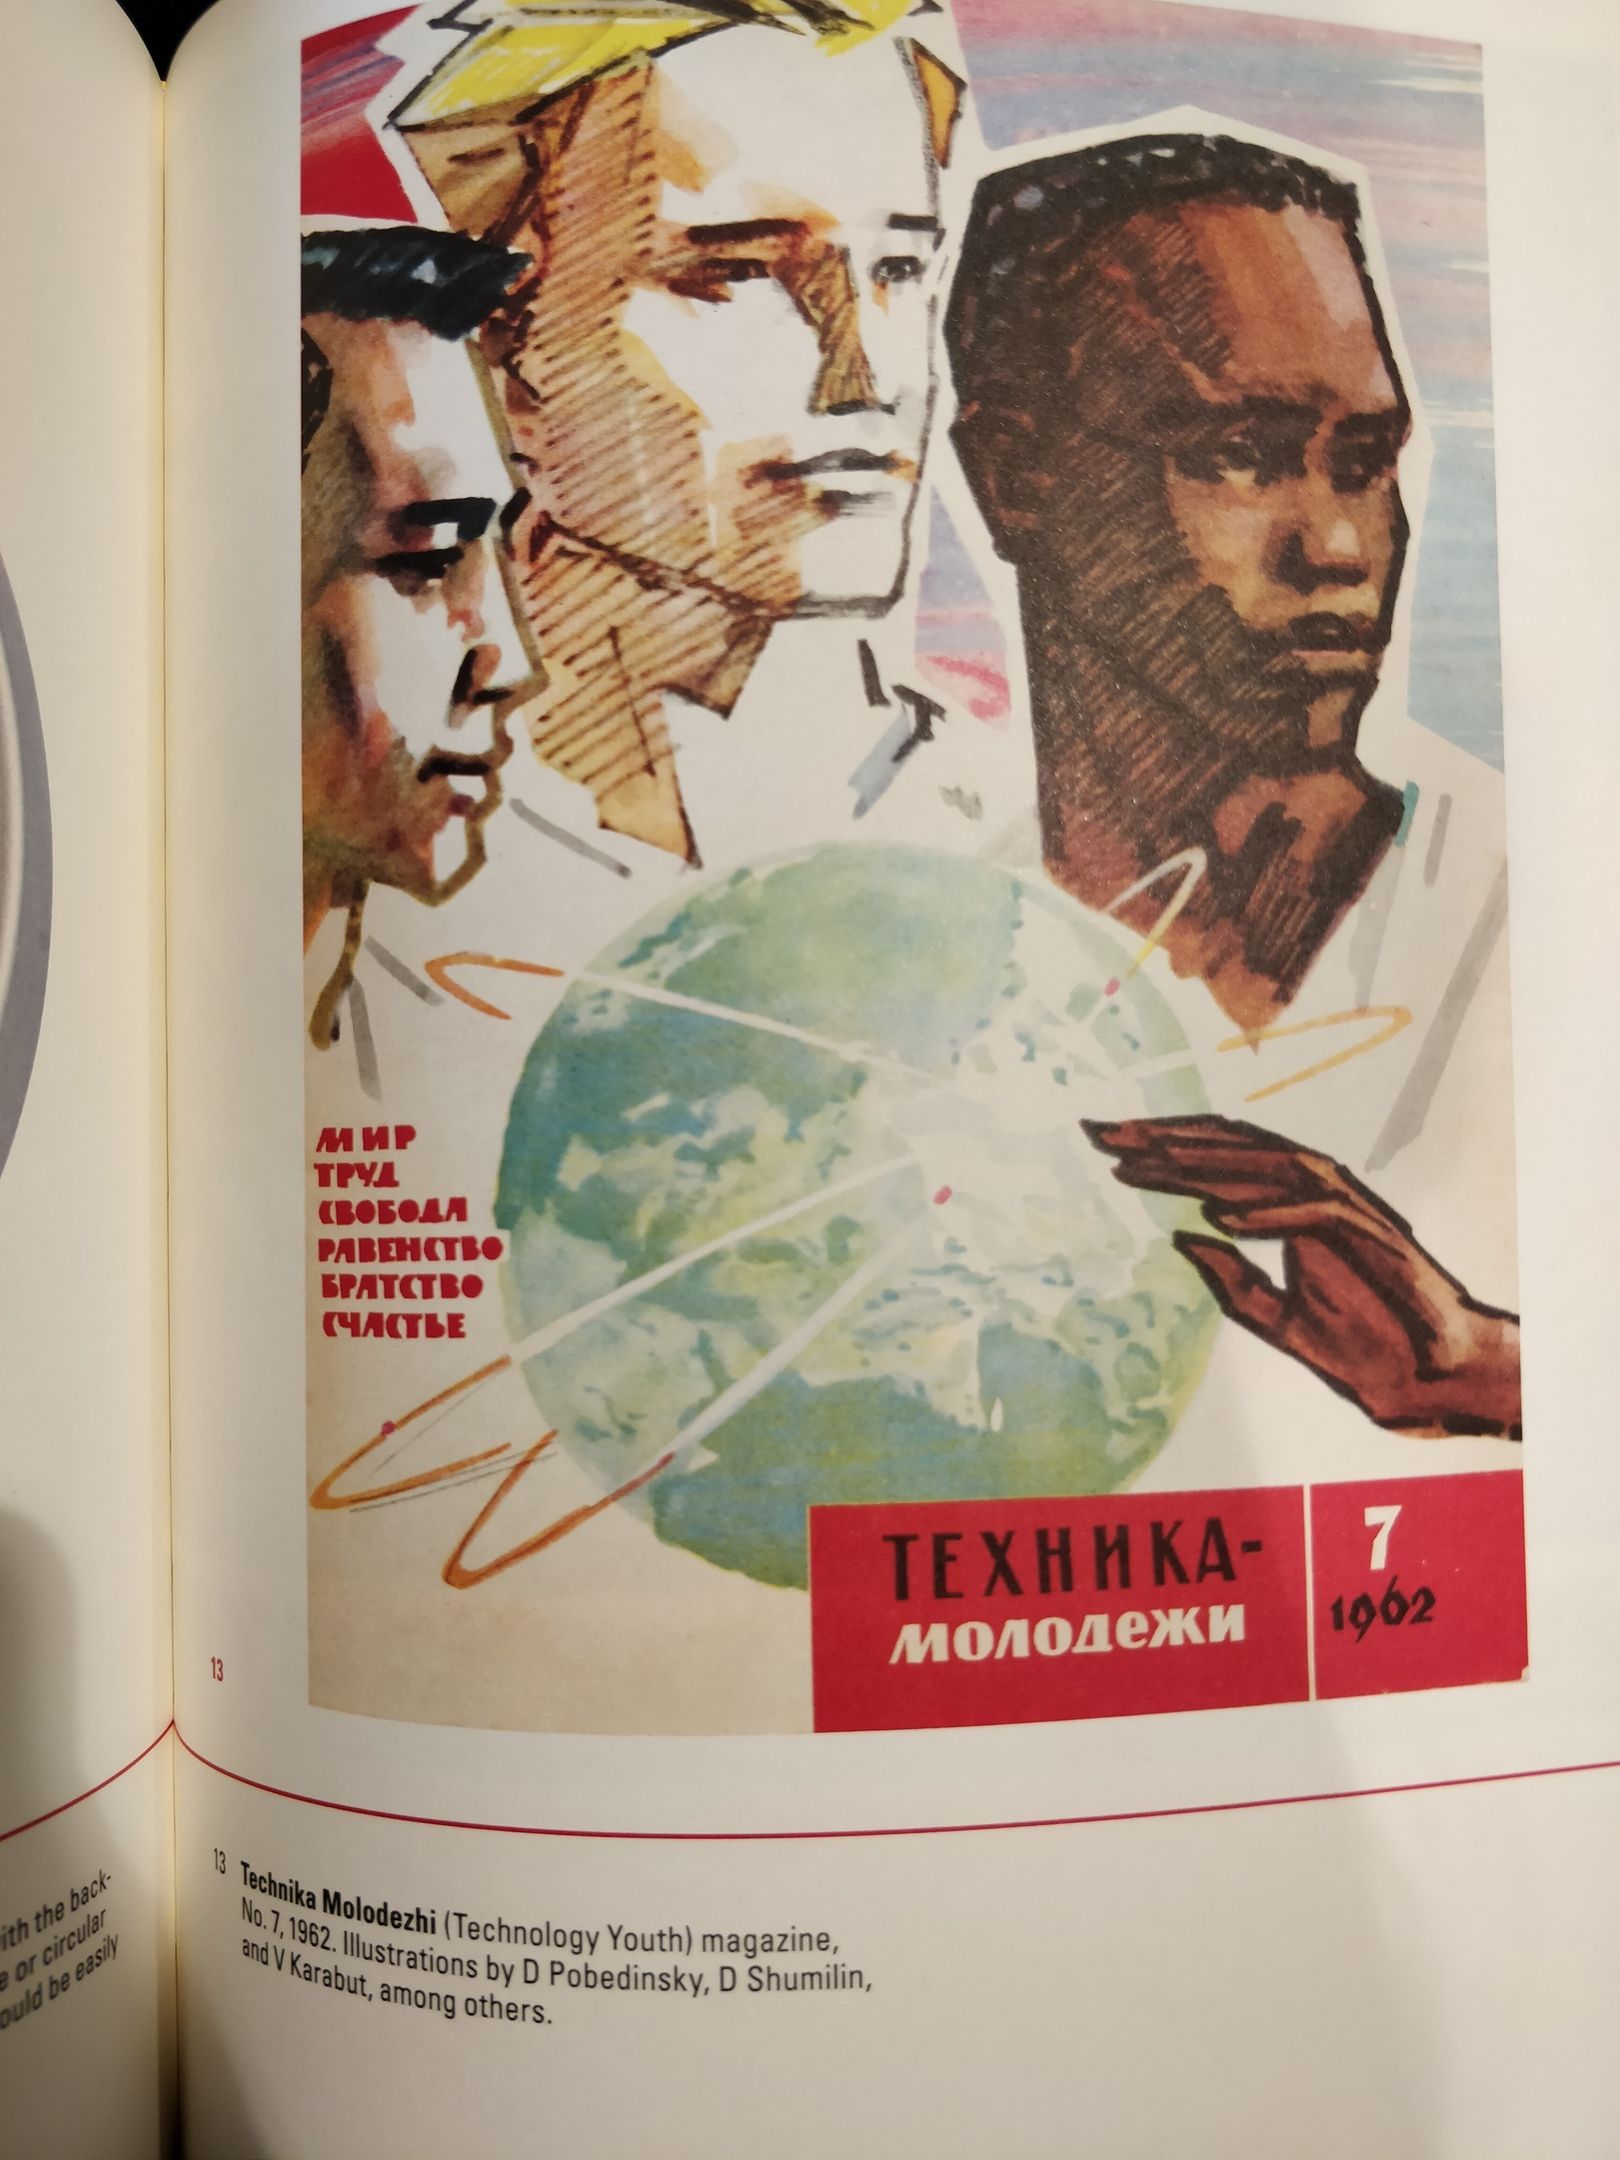 МИР
ТРУД
СВОБОДА
РАВЕНСТВО
БРАТСТВО
СЧАСТЬЕ
ТЕХНИКА-
МОЛОДЕЖИ
7
1962
13
13 Technika Molodezhi (Technology Youth) magazine,
No. 7, 1962. Illustrations by D Pobedinsky, D Shumilin,
and V Karabut, among others.
with the back-
or circular
ould be easily